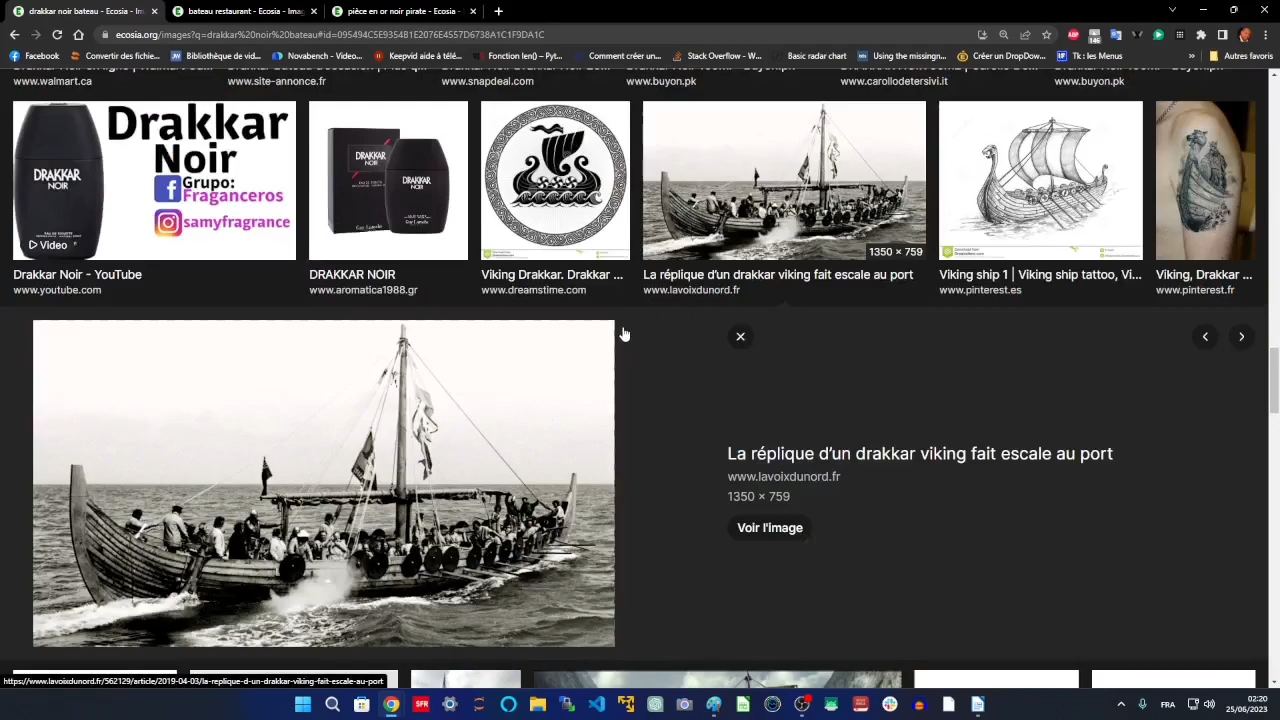 drakkar noir bateau - Ecosia - Im
bateau restaurant - Ecosia - Imag
pièce en or noir pirate - Ecosia -
ecosia.org/images?q=drakkar%20noir%20bateau#id=095494C5E9354B1E2076E4557D6738A1C1F9DA1C
Facebook
Convertir des fichie...
Bibliothèque de vid...
Novabench - Video...
Keepvid aide à télé...
Fonction len() – Pyt...
Comment créer un...
Stack Overflow - W...
Basic radar chart
Using the missingn...
Créer un DropDow...
Tk : les Menus
»
Autres favoris
www.walmart.ca
www.site-annonce.fr
www.snapdeal.com
www.buyon.pk
www.carollodetersivi.it
www.buyon.pk
Drakkar
Noir
DRAKKAR
NOIR
Grupo:
Fraganceros
samyfragrance
Video
DRAKKAR
NOIR
DRAKKAR
NOIR
1350 × 759
Drakkar Noir - YouTube
www.youtube.com
DRAKKAR NOIR
www.aromatica1988.gr
Viking Drakar. Drakkar ...
www.dreamstime.com
La réplique d'un drakkar viking fait escale au port
www.lavoixdunord.fr
Viking ship 1 | Viking ship tattoo, Vi...
www.pinterest.es
Viking, Drakkar ...
www.pinterest.fr
La réplique d'un drakkar viking fait escale au port
www.lavoixdunord.fr
1350 × 759
Voir l'image
https://www.lavoixdunord.fr/562129/article/2019-04-03/la-replique-d-un-drakkar-viking-fait-escale-au-port
SFR
FRA
02:20
25/06/2023